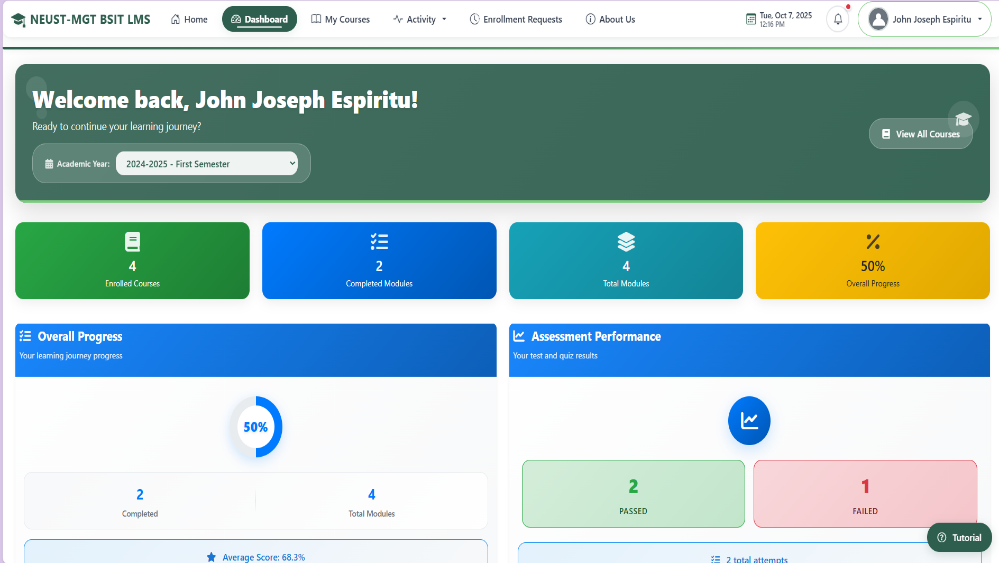 NEUST-MGT BSIT LMS
Home
Dashboard
My Courses
Activity
Enrollment Requests
About Us
Tue, Oct 7, 2025
12:16 PM
John Joseph Espiritu
Welcome back, John Joseph Espiritu!
Ready to continue your learning journey?
Academic Year:
2024-2025 - First Semester
View All Courses
4
Enrolled Courses
2
Completed Modules
4
Total Modules
50%
Overall Progress
Overall Progress
Your learning journey progress
50%
2
Completed
4
Total Modules
Average Score: 68.3%
Assessment Performance
Your test and quiz results
2
PASSED
1
FAILED
2 total attempts
Tutorial